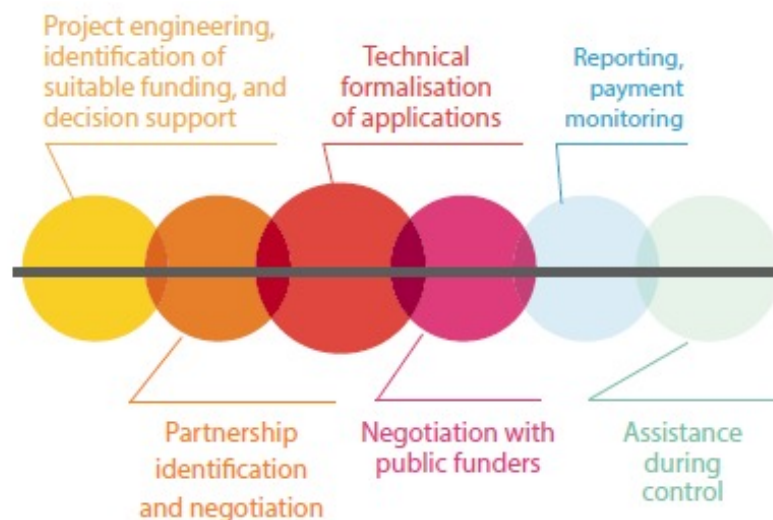 Project engineering,
identification of
suitable funding, and
decision support
Technical
formalisation
of applications
Reporting,
payment
monitoring
Partnership
identification
and negotiation
Negotiation with
public funders
Assistance
during
control